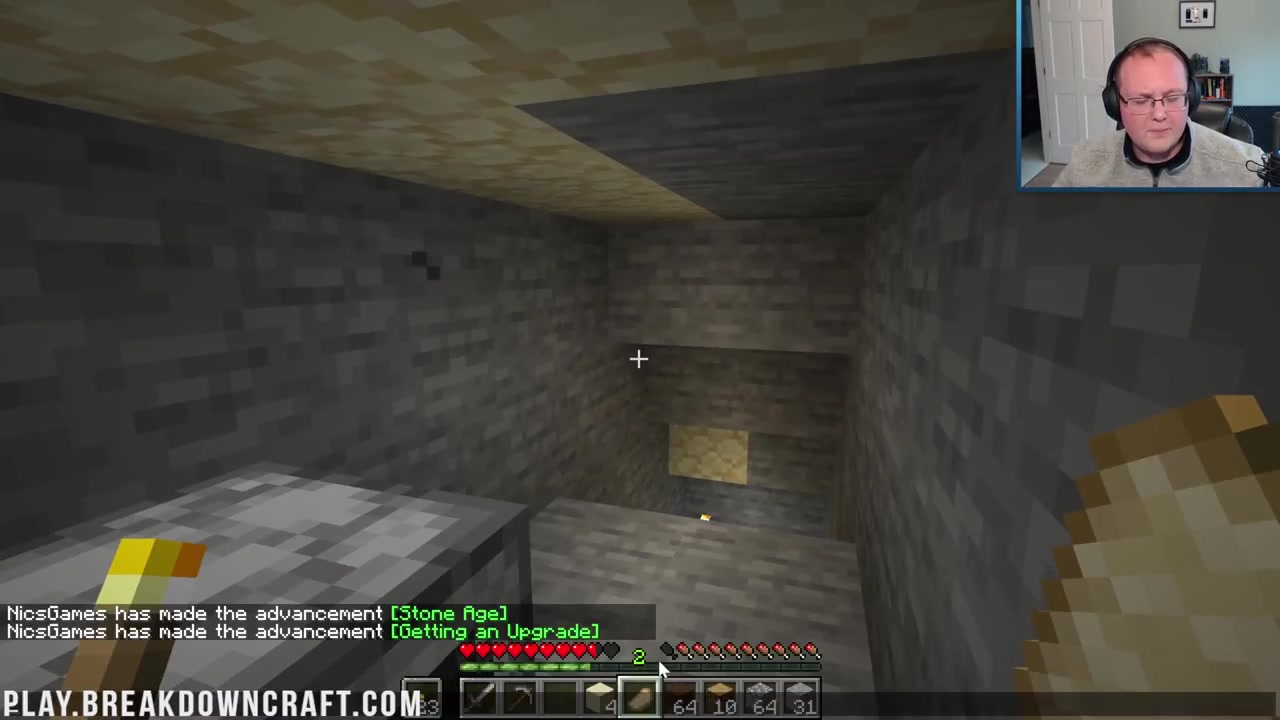 NicsGames has made the advancement [Stone Age]
NicsGames has made the advancement [Getting an Upgrade]
2
4 64 10 64 31
PLAY.BREAKDOWNCRAFT.COM